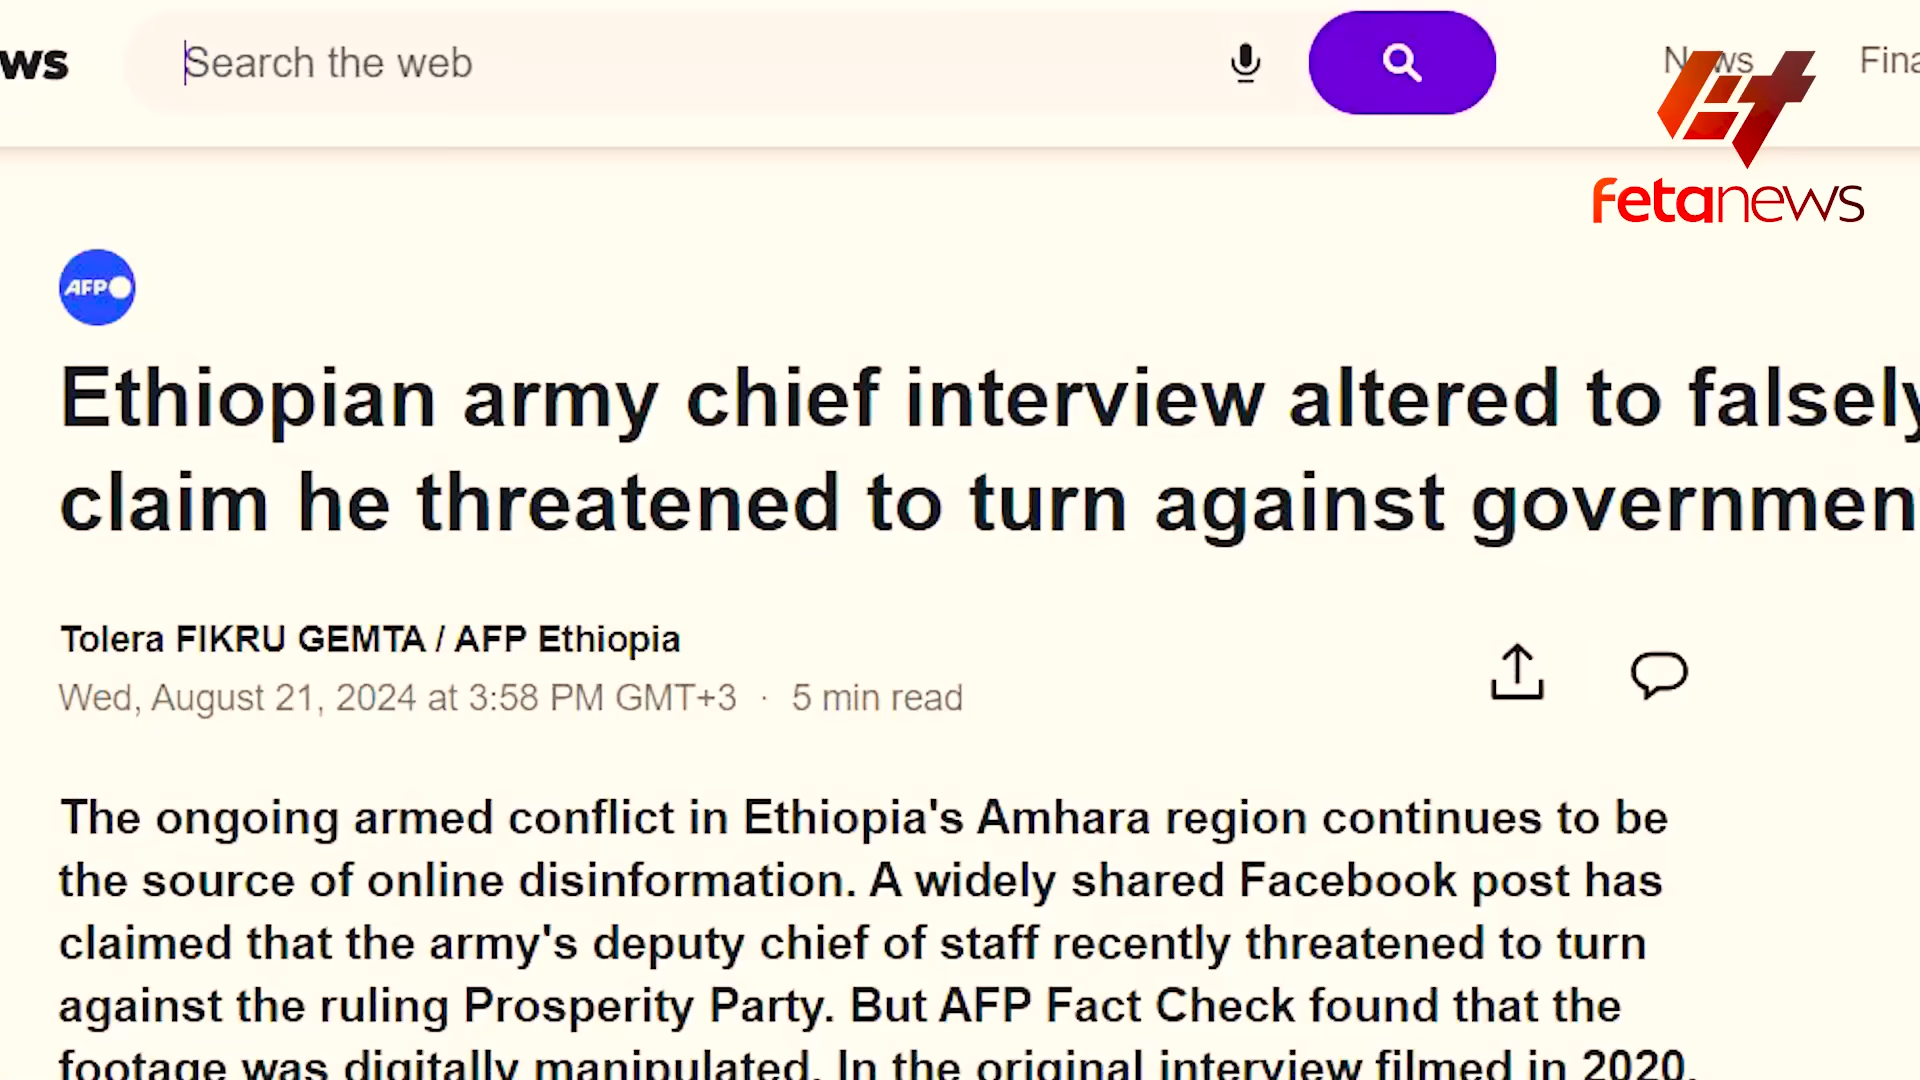 ws
Search the web
News
Fina
fetanews
AFP
Ethiopian army chief interview altered to falsely
claim he threatened to turn against governmen
Tolera FIKRU GEMTA / AFP Ethiopia
Wed, August 21, 2024 at 3:58 PM GMT+3 · 5 min read
The ongoing armed conflict in Ethiopia's Amhara region continues to be
the source of online disinformation. A widely shared Facebook post has
claimed that the army's deputy chief of staff recently threatened to turn
against the ruling Prosperity Party. But AFP Fact Check found that the
footage was digitally manipulated. In the original interview filmed in 2020,